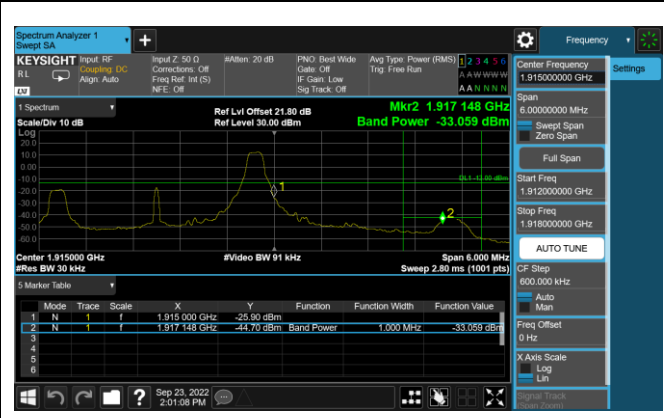 Spectrum Analyzer 1
Swept SA
+
Frequency
KEYSIGHT
RL
LXI
Input: RF
Coupling: DC
Align: Auto
Input Z: 50 Ω
Corrections: Off
Freq Ref: Int (S)
NFE: Off
#Atten: 20 dB
PNO: Best Wide
Gate: Off
IF Gain: Low
Sig Track: Off
Avg Type: Power (RMS)
Trig: Free Run
1 2 3 4 5 6
A A W W W W
A A N N N N
1 Spectrum
Scale/Div 10 dB
Ref Lvl Offset 21.80 dB
Ref Level 30.00 dBm
Mkr2 1.917 148 GHz
Band Power -33.059 dBm
Log
20.0
10.0
0.00
-10.0
-20.0
-30.0
-40.0
-50.0
-60.0
DL1 -13.00 dBm
1
2
Center 1.915000 GHz
#Res BW 30 kHz
#Video BW 91 kHz
Span 6.000 MHz
Sweep 2.80 ms (1001 pts)
5 Marker Table
Mode Trace Scale X Y Function Function Width Function Value
1 N 1 f 1.915 000 GHz -25.90 dBm
2 N 1 f 1.917 148 GHz -44.70 dBm Band Power 1.000 MHz -33.059 dBm
3
4
5
6
Sep 23, 2022
2:01:08 PM
?
Center Frequency
1.915000000 GHz
Settings
Span
6.00000000 MHz
Swept Span
Zero Span
Full Span
Start Freq
1.912000000 GHz
Stop Freq
1.918000000 GHz
AUTO TUNE
CF Step
600.000 kHz
Auto
Man
Freq Offset
0 Hz
X Axis Scale
Log
Lin
Signal Track
(Span Zoom)